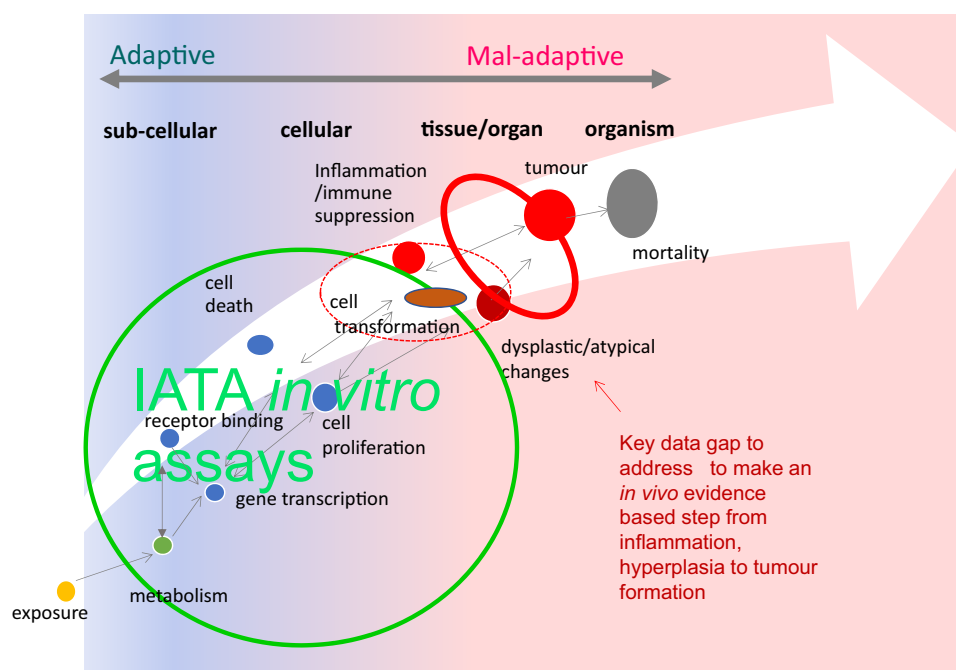 Adaptive
Mal-adaptive
sub-cellular
cellular
tissue/organ
organism
Inflammation
/immune
suppression
tumour
mortality
cell
death
cell
transformation
dysplastic/atypical
changes
IATA in vitro
assays
receptor binding
cell
proliferation
gene transcription
metabolism
exposure
Key data gap to
address to make an
in vivo evidence
based step from
inflammation,
hyperplasia to tumour
formation